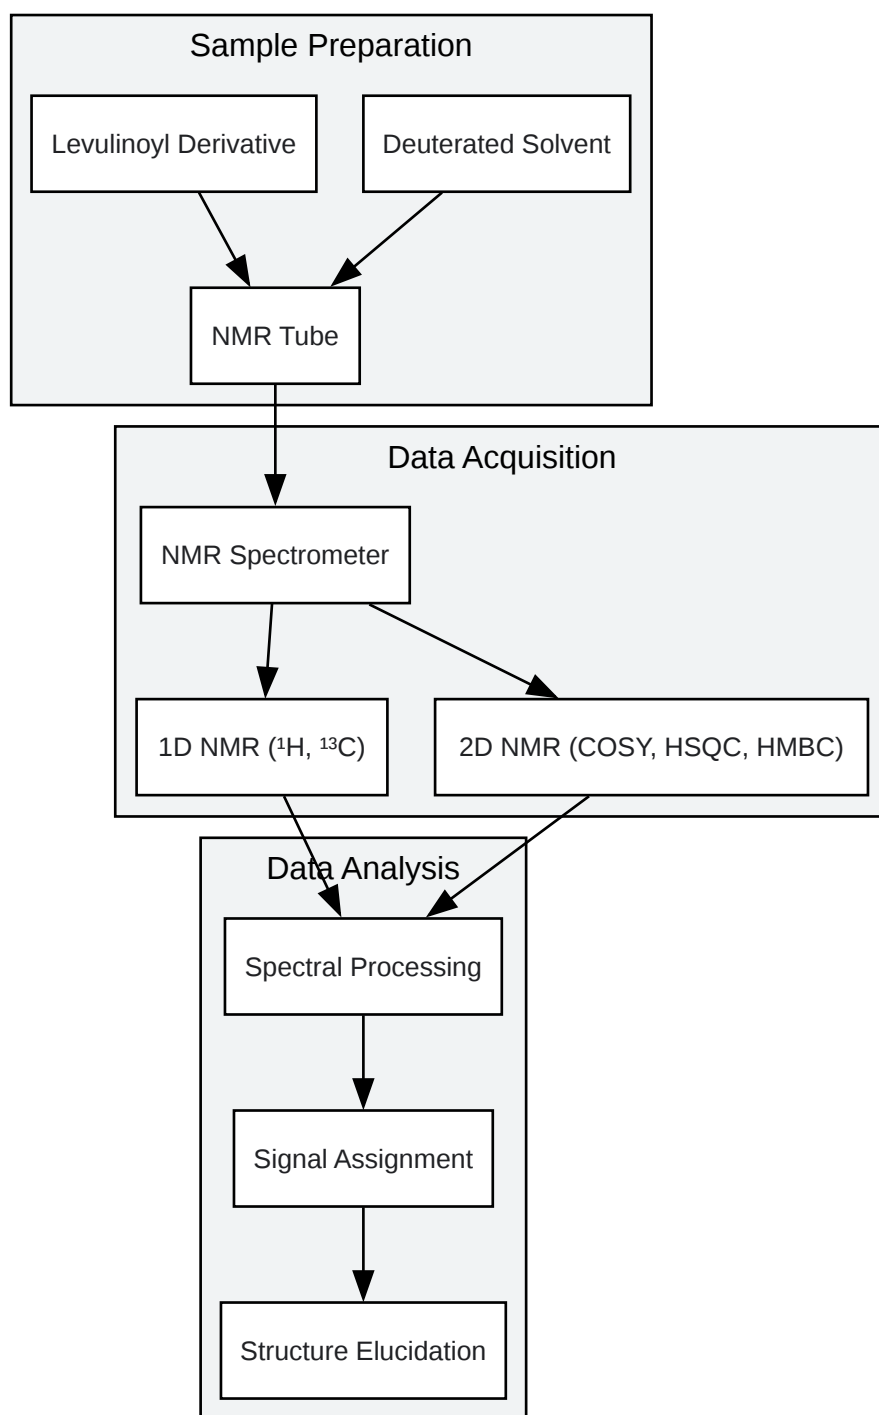 Sample Preparation
Levulinoyl Derivative
Deuterated Solvent
NMR Tube
Data Acquisition
NMR Spectrometer
1D NMR (¹H, ¹³C)
2D NMR (COSY, HSQC, HMBC)
Data Analysis
Spectral Processing
Signal Assignment
Structure Elucidation